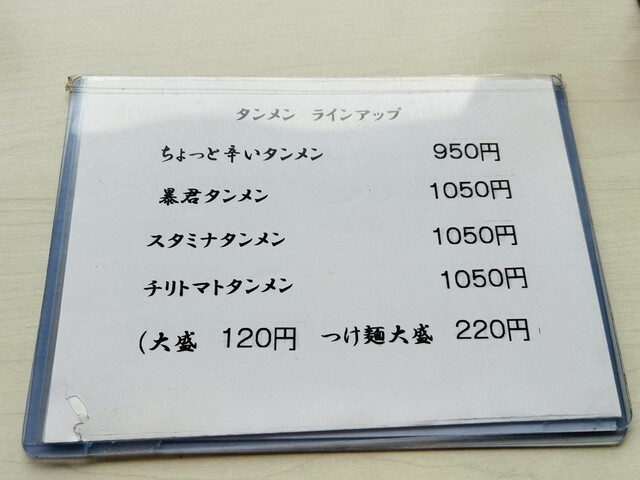 タンメン ラインアップ
ちょっと辛いタンメン 950円
暴君タンメン 1050円
スタミナタンメン 1050円
チリトマトタンメン 1050円
(大盛 120円 つけ麺大盛 220円